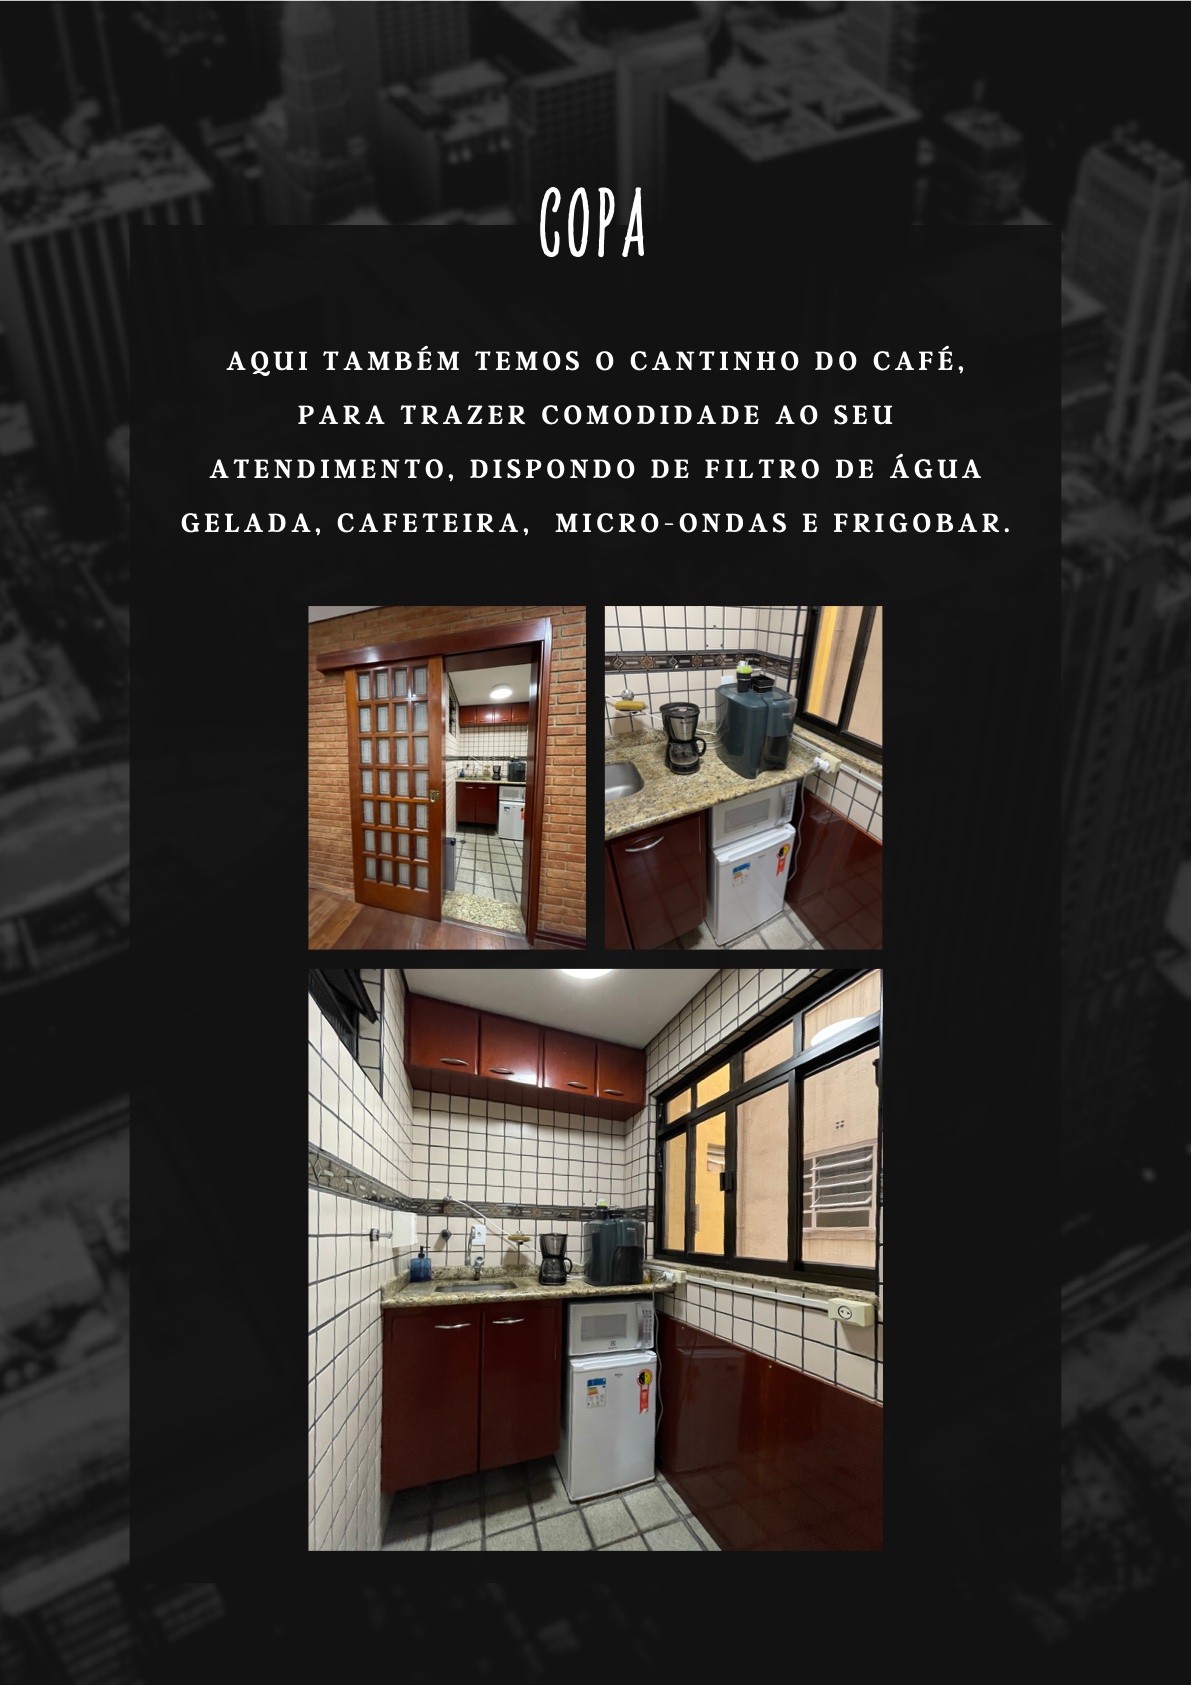 COPA
AQUI TAMBÉM TEMOS O CANTINHO DO CAFÉ,
PARA TRAZER COMODIDADE AO SEU
ATENDIMENTO, DISPONDO DE FILTRO DE ÁGUA
GELADA, CAFETEIRA,  MICRO-ONDAS E FRIGOBAR.